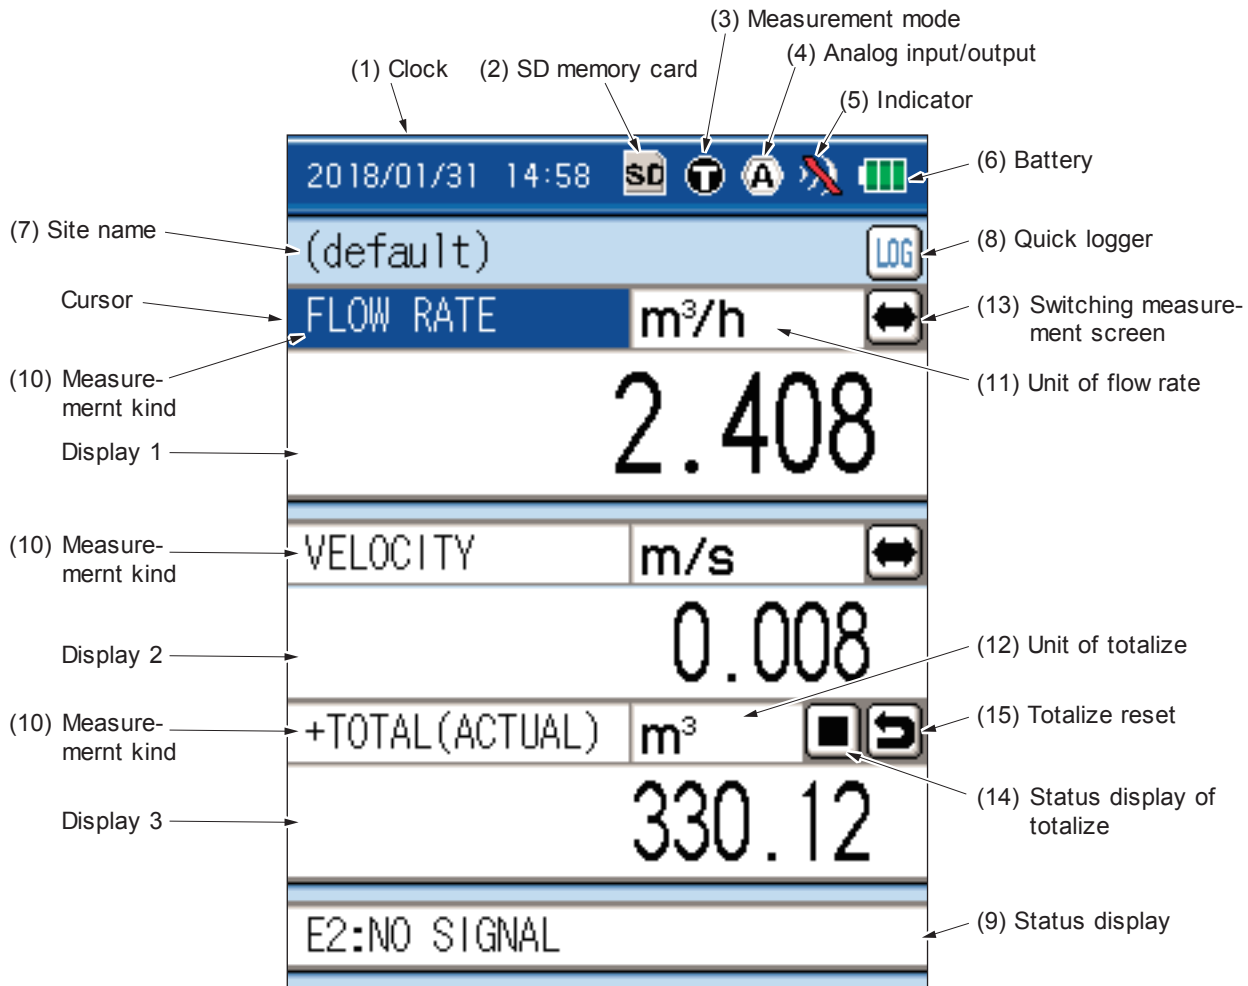 (3) Measurement mode
(4) Analog input/output
(1) Clock
(2) SD memory card
(5) Indicator
2018/01/31 14:58 SD T A
(6) Battery
(7) Site name
(default)
LOG
(8) Quick logger
Cursor
FLOW RATE
m³/h
(13) Switching measure-
ment screen
(10) Measure-
mernt kind
(11) Unit of flow rate
2.408
Display 1
(10) Measure-
mernt kind
VELOCITY
m/s
0.008
Display 2
(12) Unit of totalize
(10) Measure-
mernt kind
+TOTAL(ACTUAL)
m³
(15) Totalize reset
330.12
Display 3
(14) Status display of
totalize
E2:NO SIGNAL
(9) Status display